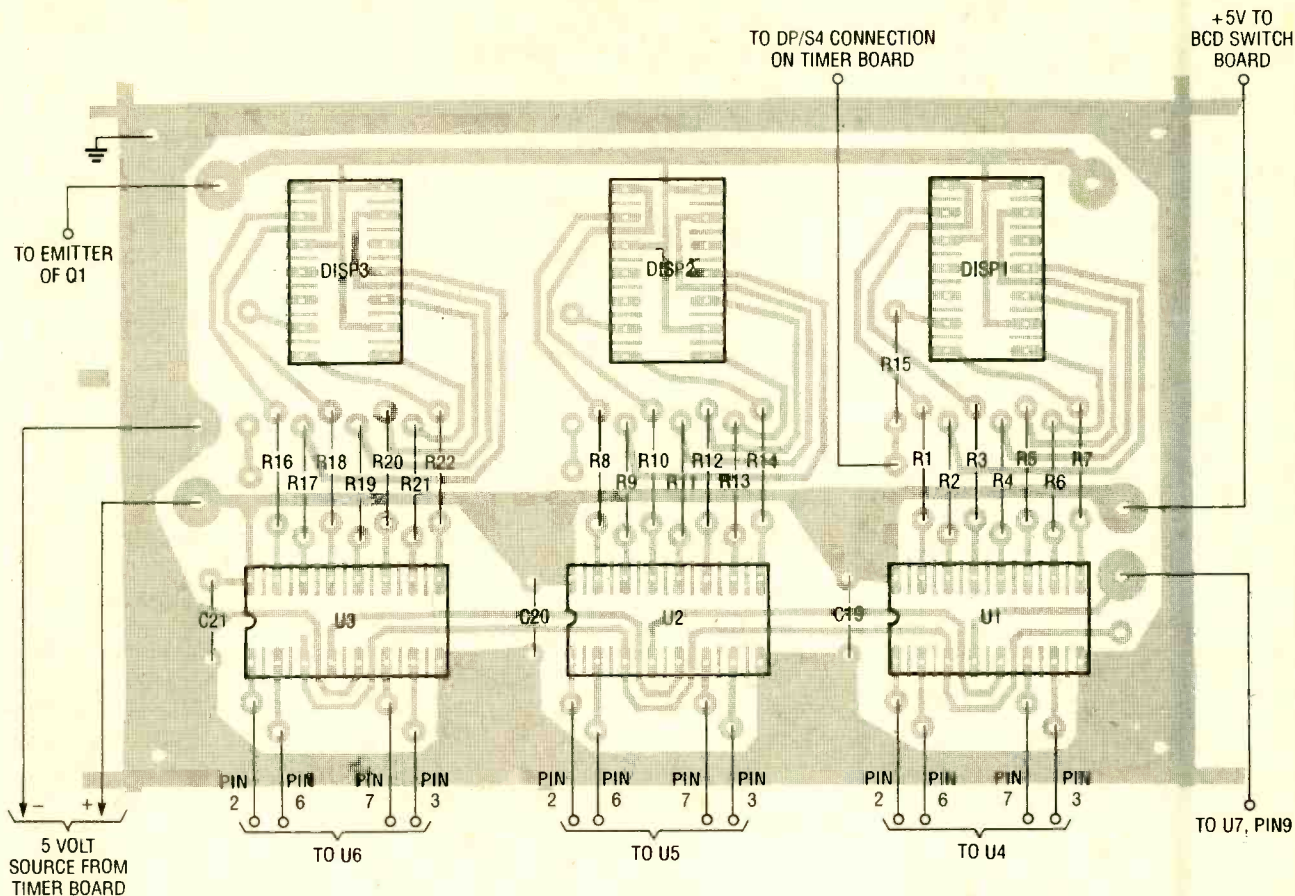 TO DP/S4 CONNECTION
ON TIMER BOARD
+5V TO
BCD SWITCH
BOARD
TO EMITTER
OF Q1
DISP3
DISP2
DISP1
R15
R16
R18
R20
R22
R17
R19
R21
R8
R10
R12
R14
R9
R11
R13
R1
R3
R5
R7
R2
R4
R6
C21
U3
C20
U2
C19
U1
PIN
2
PIN
6
PIN
7
PIN
3
PIN
2
PIN
6
PIN
7
PIN
3
PIN
2
PIN
6
PIN
7
PIN
3
− +
5 VOLT
SOURCE FROM
TIMER BOARD
TO U6
TO U5
TO U4
TO U7, PIN9